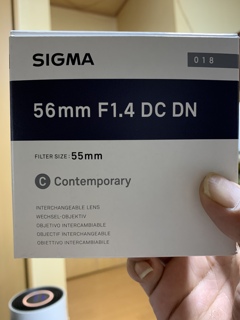 SIGMA
018
56mm F1.4 DC DN
FILTER SIZE: 55mm
C Contemporary
INTERCHANGEABLE LENS
WECHSEL-OBJEKTIV
OBJETIVO INTERCAMBIABLE
OBJECTIF INTERCHANGEABLE
OBIETTIVO INTERCAMBIABILE